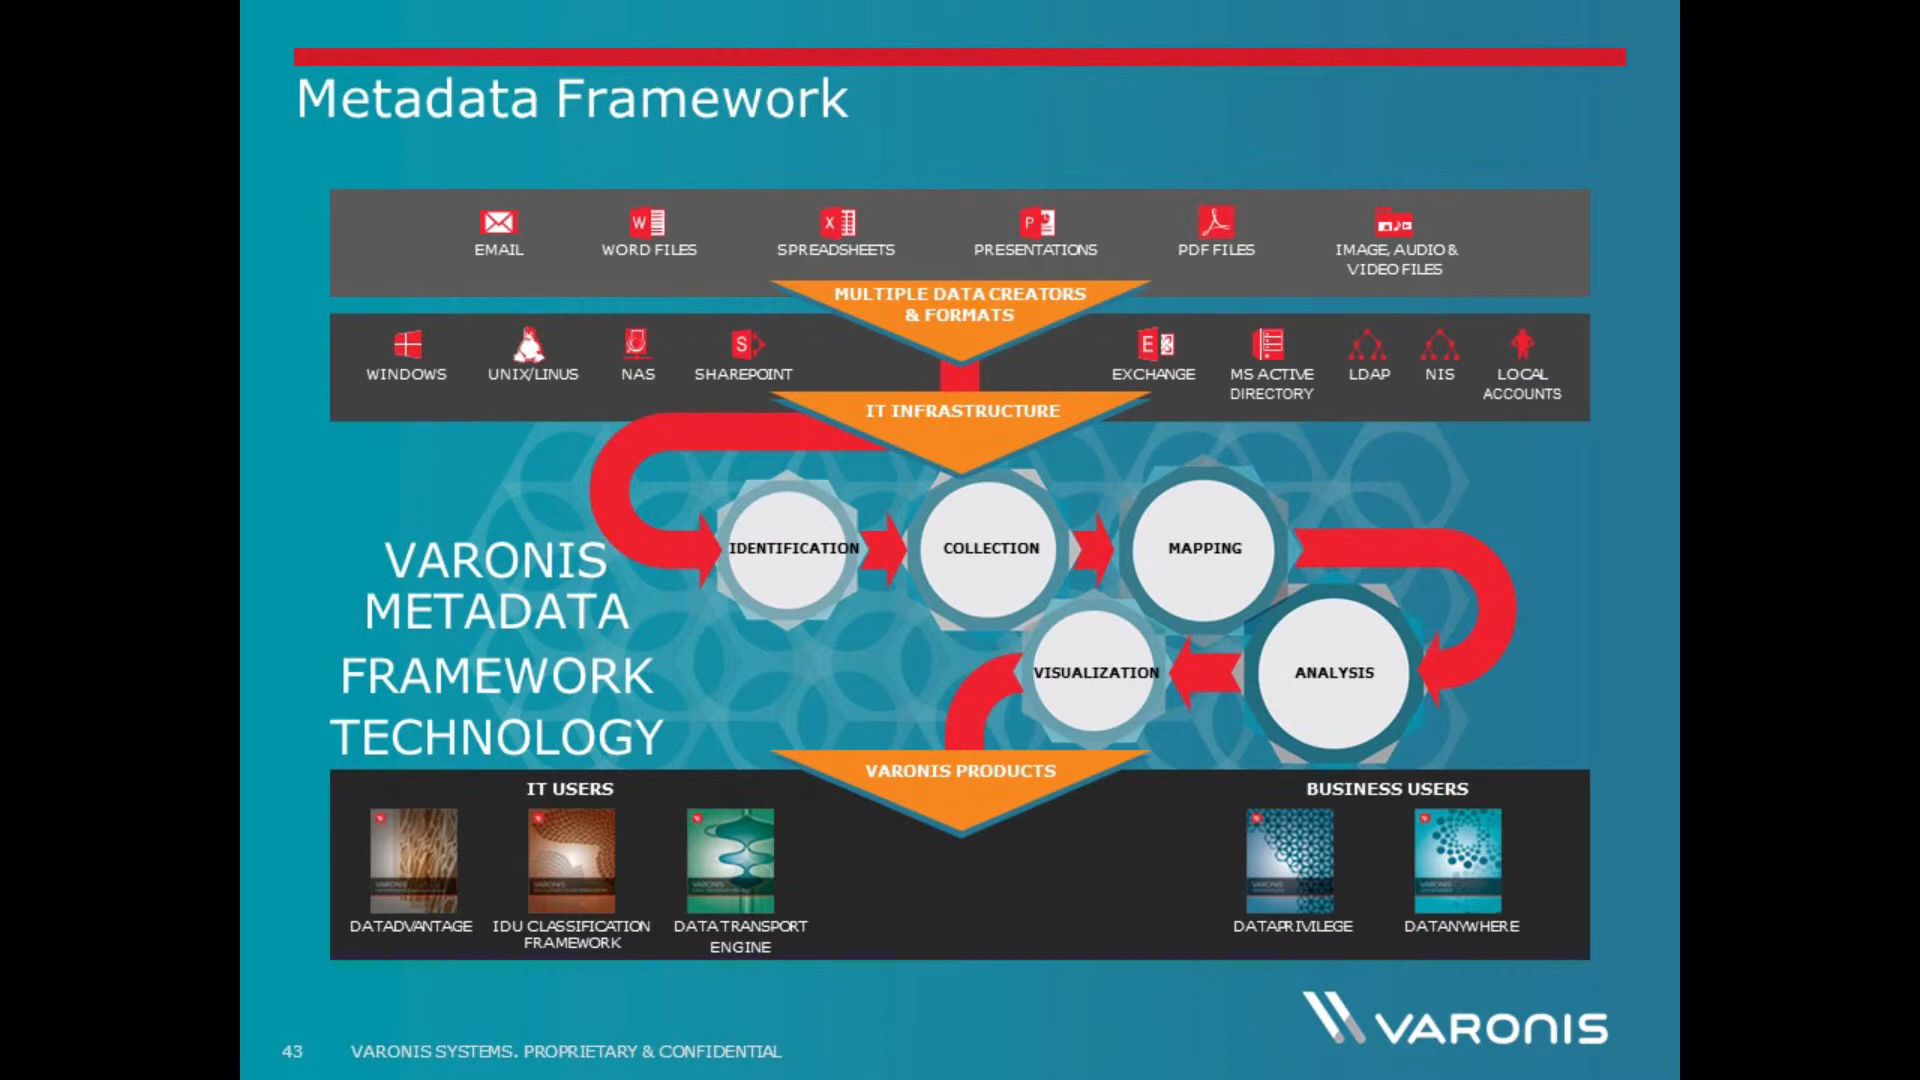 Metadata Framework
EMAIL
WORD FILES
SPREADSHEETS
PRESENTATIONS
PDF FILES
IMAGE, AUDIO &
VIDEO FILES
MULTIPLE DATA CREATORS
& FORMATS
WINDOWS
UNIX/LINUS
NAS
SHAREPOINT
EXCHANGE
MS ACTIVE
DIRECTORY
LDAP
NIS
LOCAL
ACCOUNTS
IT INFRASTRUCTURE
VARONIS
METADATA
FRAMEWORK
TECHNOLOGY
IDENTIFICATION
COLLECTION
MAPPING
ANALYSIS
VISUALIZATION
VARONIS PRODUCTS
IT USERS
DATADVANTAGE
IDU CLASSIFICATION
FRAMEWORK
DATA TRANSPORT
ENGINE
BUSINESS USERS
DATAPRIVILEGE
DATANYWHERE
VARONIS
43
VARONIS SYSTEMS. PROPRIETARY & CONFIDENTIAL